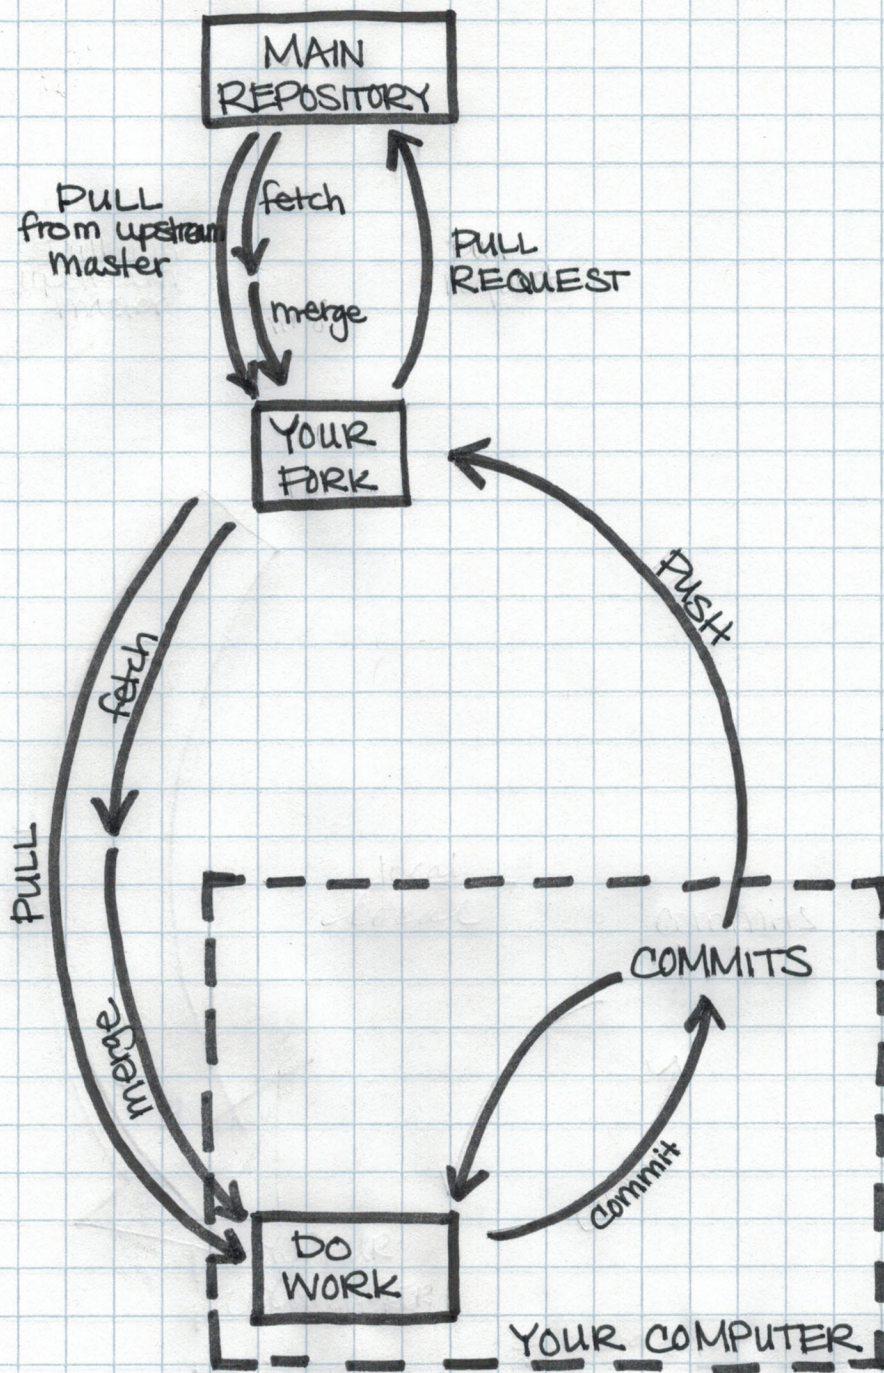 MAIN
REPOSITORY
PULL
from upstream
master
fetch
merge
PULL
REQUEST
YOUR
FORK
PUSH
fetch
PULL
merge
COMMITS
commit
DO
WORK
YOUR COMPUTER